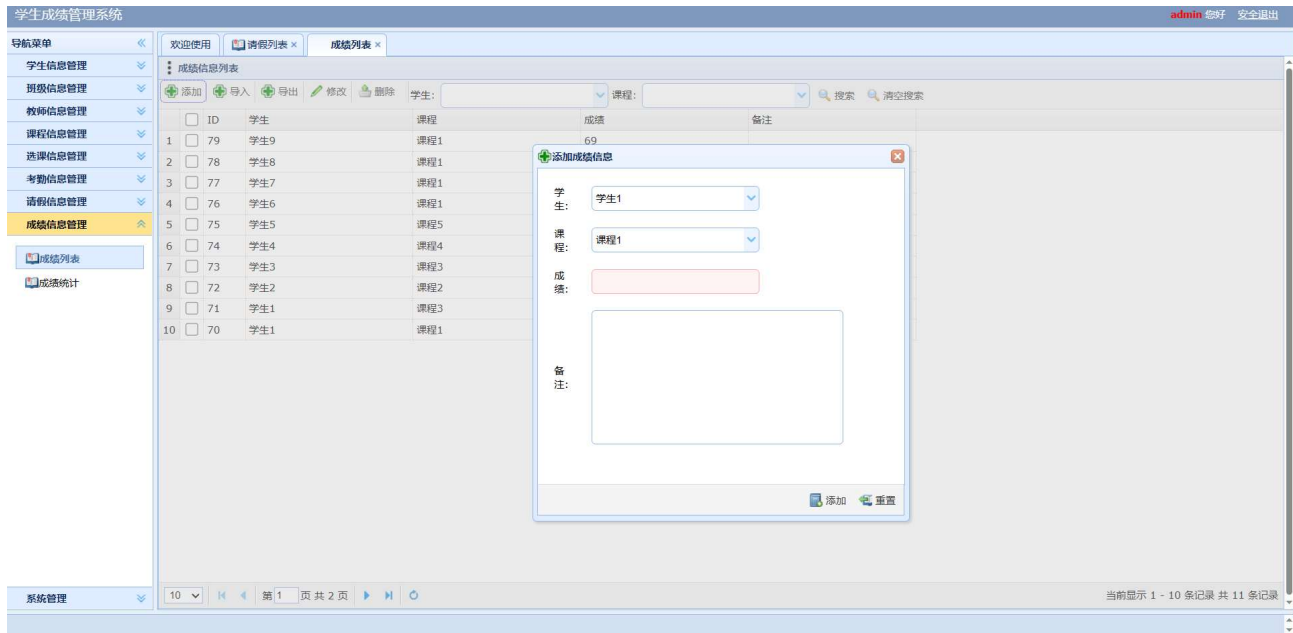 学生成绩管理系统 admin 您好 安全退出
导航菜单
学生信息管理
班级信息管理
教师信息管理
课程信息管理
选课信息管理
考勤信息管理
请假信息管理
成绩信息管理
成绩列表
成绩统计
系统管理
欢迎使用 请假列表 × 成绩列表 ×
成绩信息列表
添加 导入 导出 修改 删除 学生: 课程: 搜索 清空搜索
ID 学生 课程 成绩 备注
1 79 学生9 课程1 69
2 78 学生8 课程1
3 77 学生7 课程1
4 76 学生6 课程1
5 75 学生5 课程5
6 74 学生4 课程4
7 73 学生3 课程3
8 72 学生2 课程2
9 71 学生1 课程3
10 70 学生1 课程1
添加成绩信息
学
生: 学生1
课
程: 课程1
成
绩:
备
注:
添加 重置
10 第 1 页 共 2 页 当前显示 1 - 10 条记录 共 11 条记录